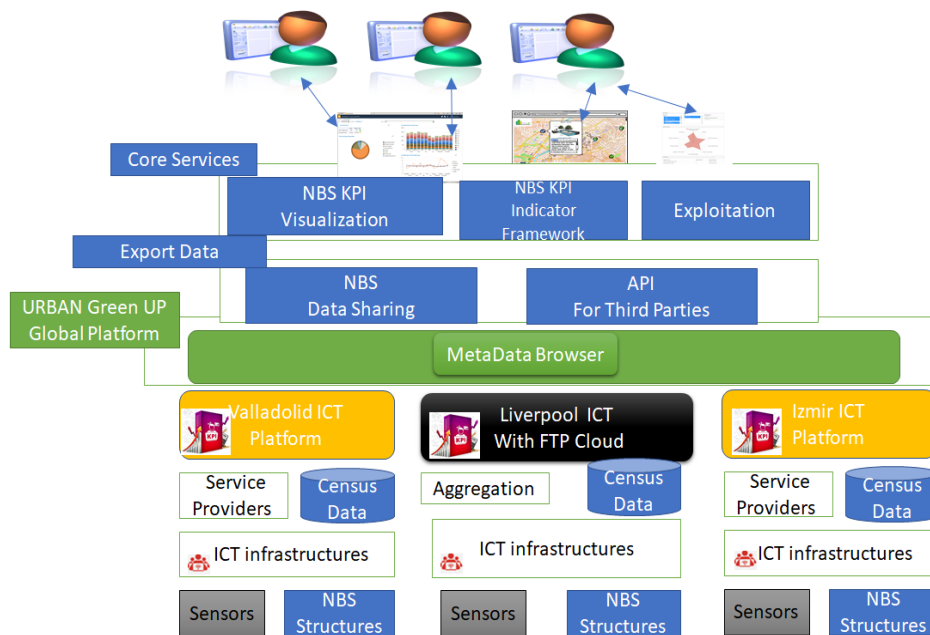 Core Services
NBS KPI
Visualization
NBS KPI
Indicator
Framework
Exploitation
Export Data
NBS
Data Sharing
API
For Third Parties
URBAN Green UP
Global Platform
MetaData Browser
Valladolid ICT
Platform
KPI
Liverpool ICT
With FTP Cloud
KPI
Izmir ICT
Platform
KPI
Service
Providers
Census
Data
Aggregation
Census
Data
Service
Providers
Census
Data
ICT infrastructures
ICT infrastructures
ICT infrastructures
Sensors
NBS
Structures
Sensors
NBS
Structures
Sensors
NBS
Structures